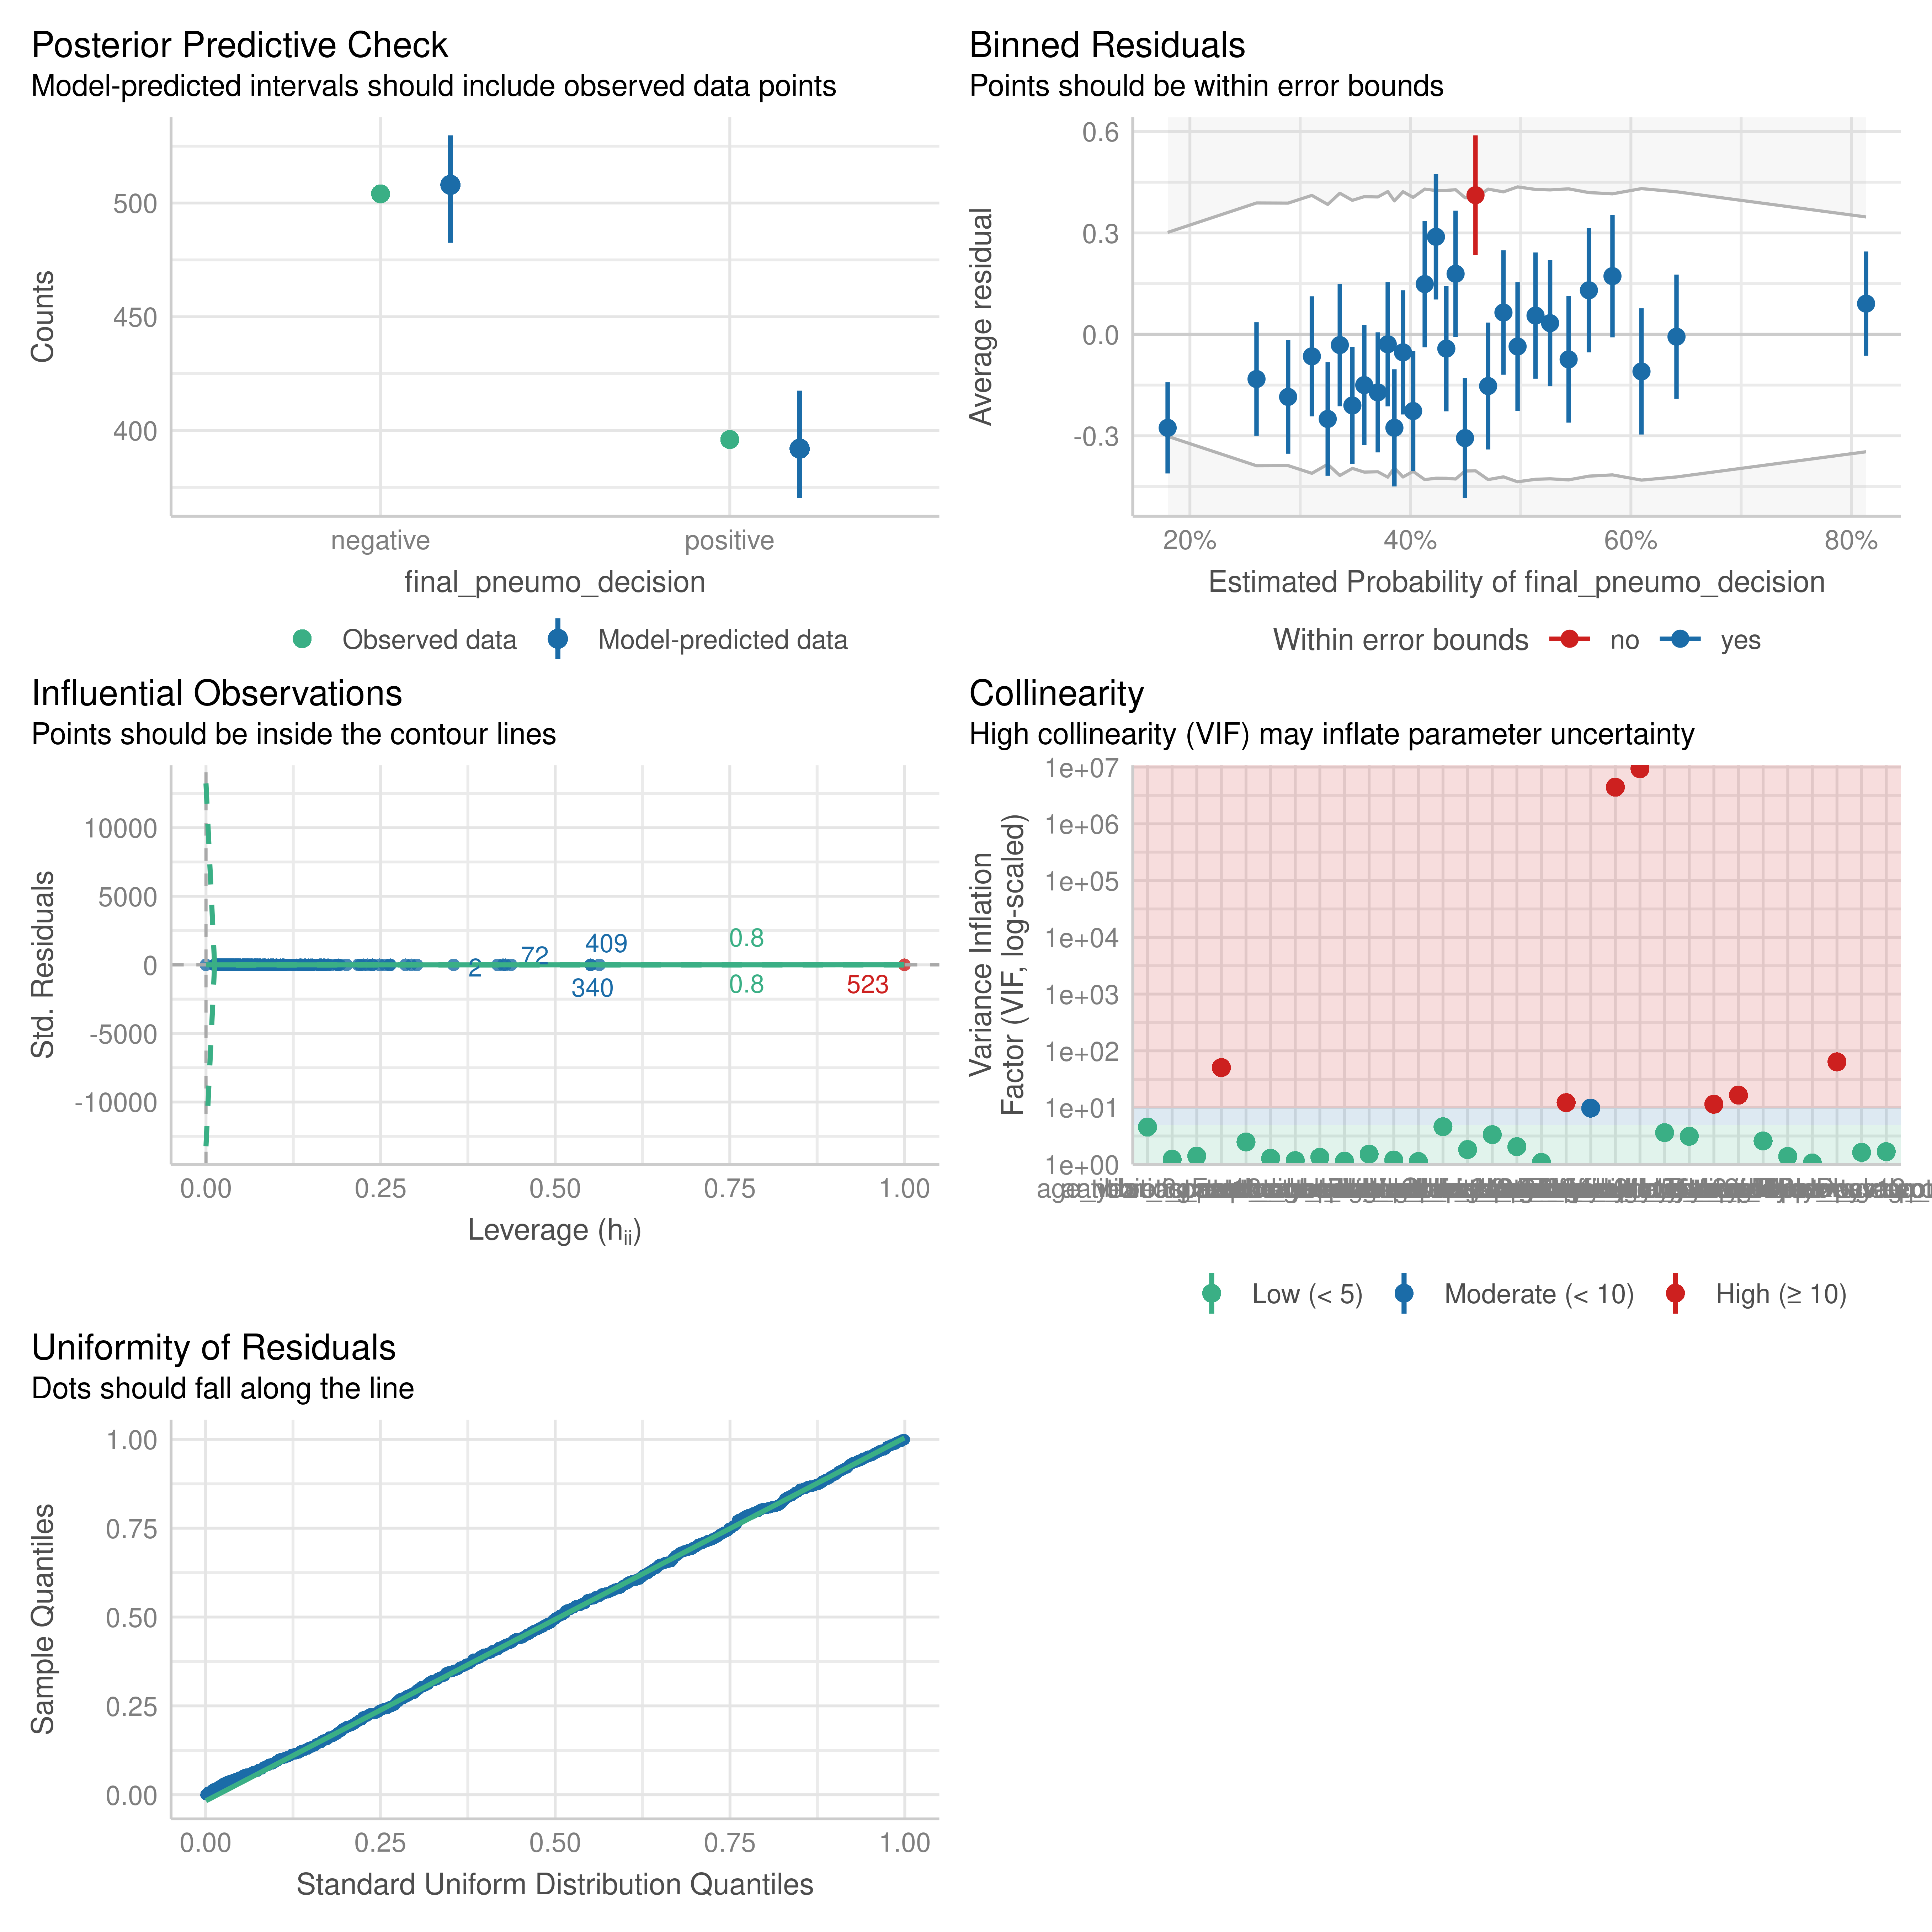 Posterior Predictive Check
Model-predicted intervals should include observed data points
Counts
500
450
400
negative
positive
final_pneumo_decision
Observed data
Model-predicted data
Binned Residuals
Points should be within error bounds
Average residual
0.6
0.3
0.0
-0.3
20%
40%
60%
80%
Estimated Probability of final_pneumo_decision
Within error bounds
no
yes
Influential Observations
Points should be inside the contour lines
Std. Residuals
10000
5000
0
-5000
-10000
2
72
409
340
0.8
0.8
523
0.00
0.25
0.50
0.75
1.00
Leverage (hii)
Collinearity
High collinearity (VIF) may inflate parameter uncertainty
Variance Inflation
Factor (VIF, log-scaled)
1e+07
1e+06
1e+05
1e+04
1e+03
1e+02
1e+01
1e+00
Low (< 5)
Moderate (< 10)
High (≥ 10)
Uniformity of Residuals
Dots should fall along the line
Sample Quantiles
1.00
0.75
0.50
0.25
0.00
0.00
0.25
0.50
0.75
1.00
Standard Uniform Distribution Quantiles